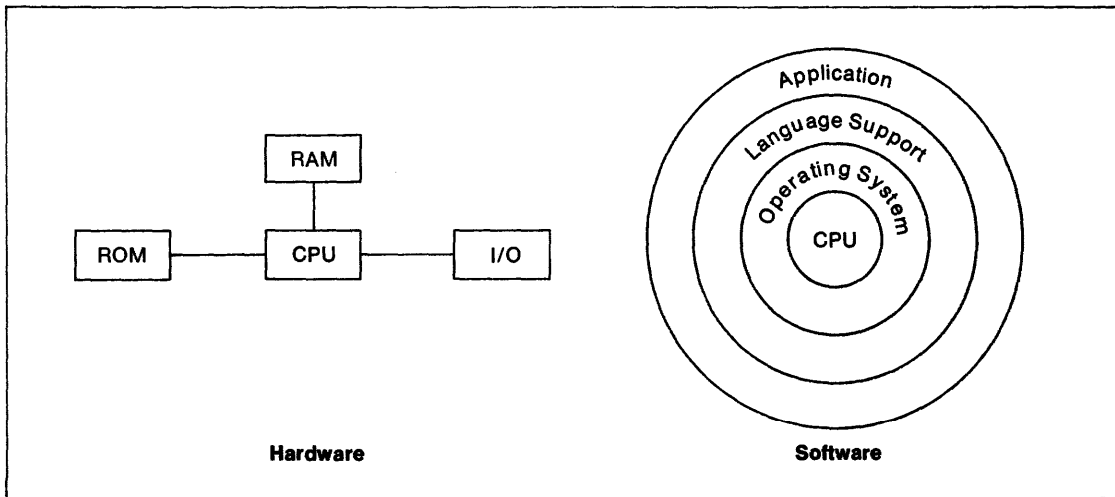 RAM
ROM
CPU
I/O
Hardware
Application
Language Support
Operating System
CPU
Software